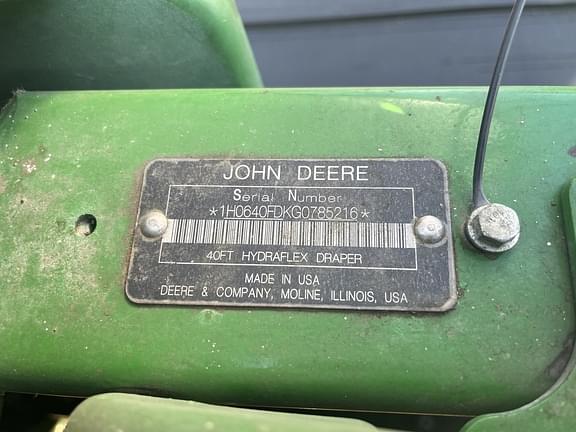 JOHN DEERE
Serial Number
*1H0640FDKG0785216*
40FT HYDRAFLEX DRAPER
MADE IN USA
DEERE & COMPANY, MOLINE, ILLINOIS, USA